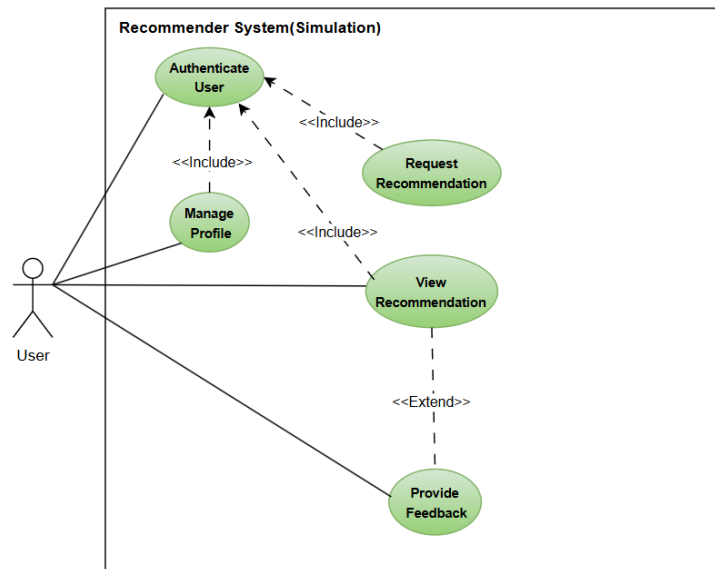 Recommender System(Simulation)
Authenticate
User
<<Include>>
Request
Recommendation
<<Include>>
Manage
Profile
<<Include>>
View
Recommendation
User
<<Extend>>
Provide
Feedback